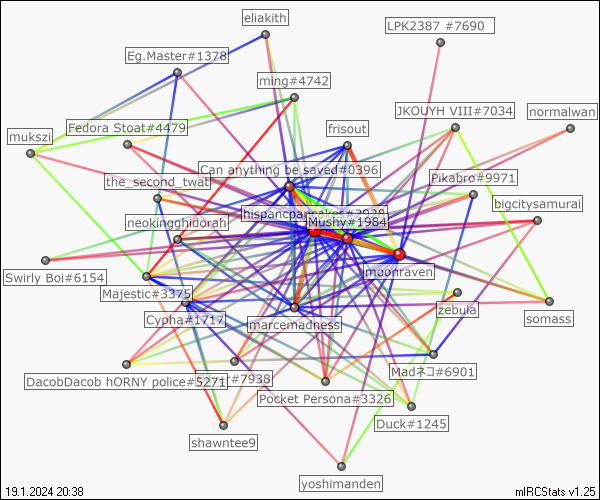 eliakith
LPK2387 #7690
Eg.Master#1378
ming#4742
JKOUYH VIII#7034
normalwan
Fedora Stoat#4479
frisout
mukszi
Can anything be saved#0396
Pikabro#9971
the_second_twat
bigcitysamurai
Mushy#1984
neokingghidorah
moonraven
Swirly Boi#6154
Majestic#3375
zebula
somass
Cypha#1717
marcemadness
Madネコ#6901
DacobDacob hORNY police#5271
#7938
Pocket Persona#3326
Duck#1245
shawntee9
yoshimanden
19.1.2024 20:38
mIRCStats v1.25